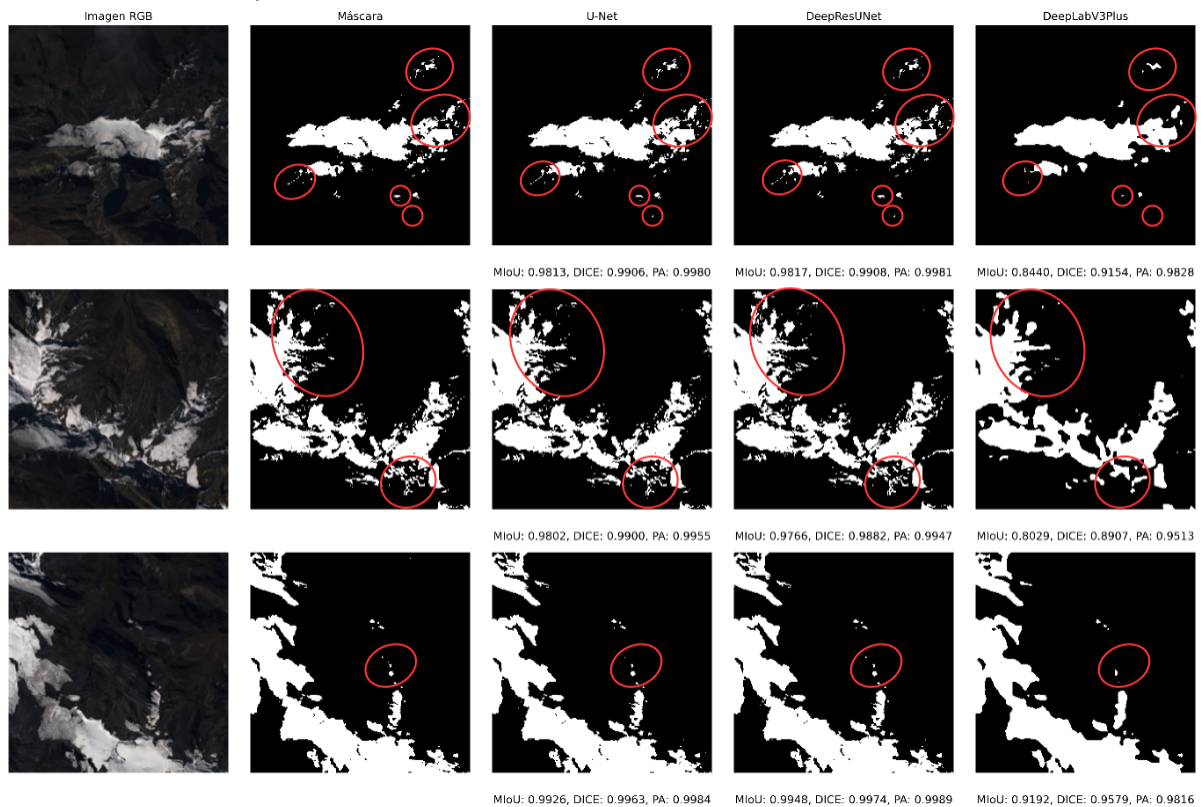 Imagen RGB Máscara U-Net DeepResUNet DeepLabV3Plus
MIoU: 0.9813, DICE: 0.9906, PA: 0.9980 MIoU: 0.9817, DICE: 0.9908, PA: 0.9981 MIoU: 0.8440, DICE: 0.9154, PA: 0.9828
MIoU: 0.9802, DICE: 0.9900, PA: 0.9955 MIoU: 0.9766, DICE: 0.9882, PA: 0.9947 MIoU: 0.8029, DICE: 0.8907, PA: 0.9513
MIoU: 0.9926, DICE: 0.9963, PA: 0.9984 MIoU: 0.9948, DICE: 0.9974, PA: 0.9989 MIoU: 0.9192, DICE: 0.9579, PA: 0.9816